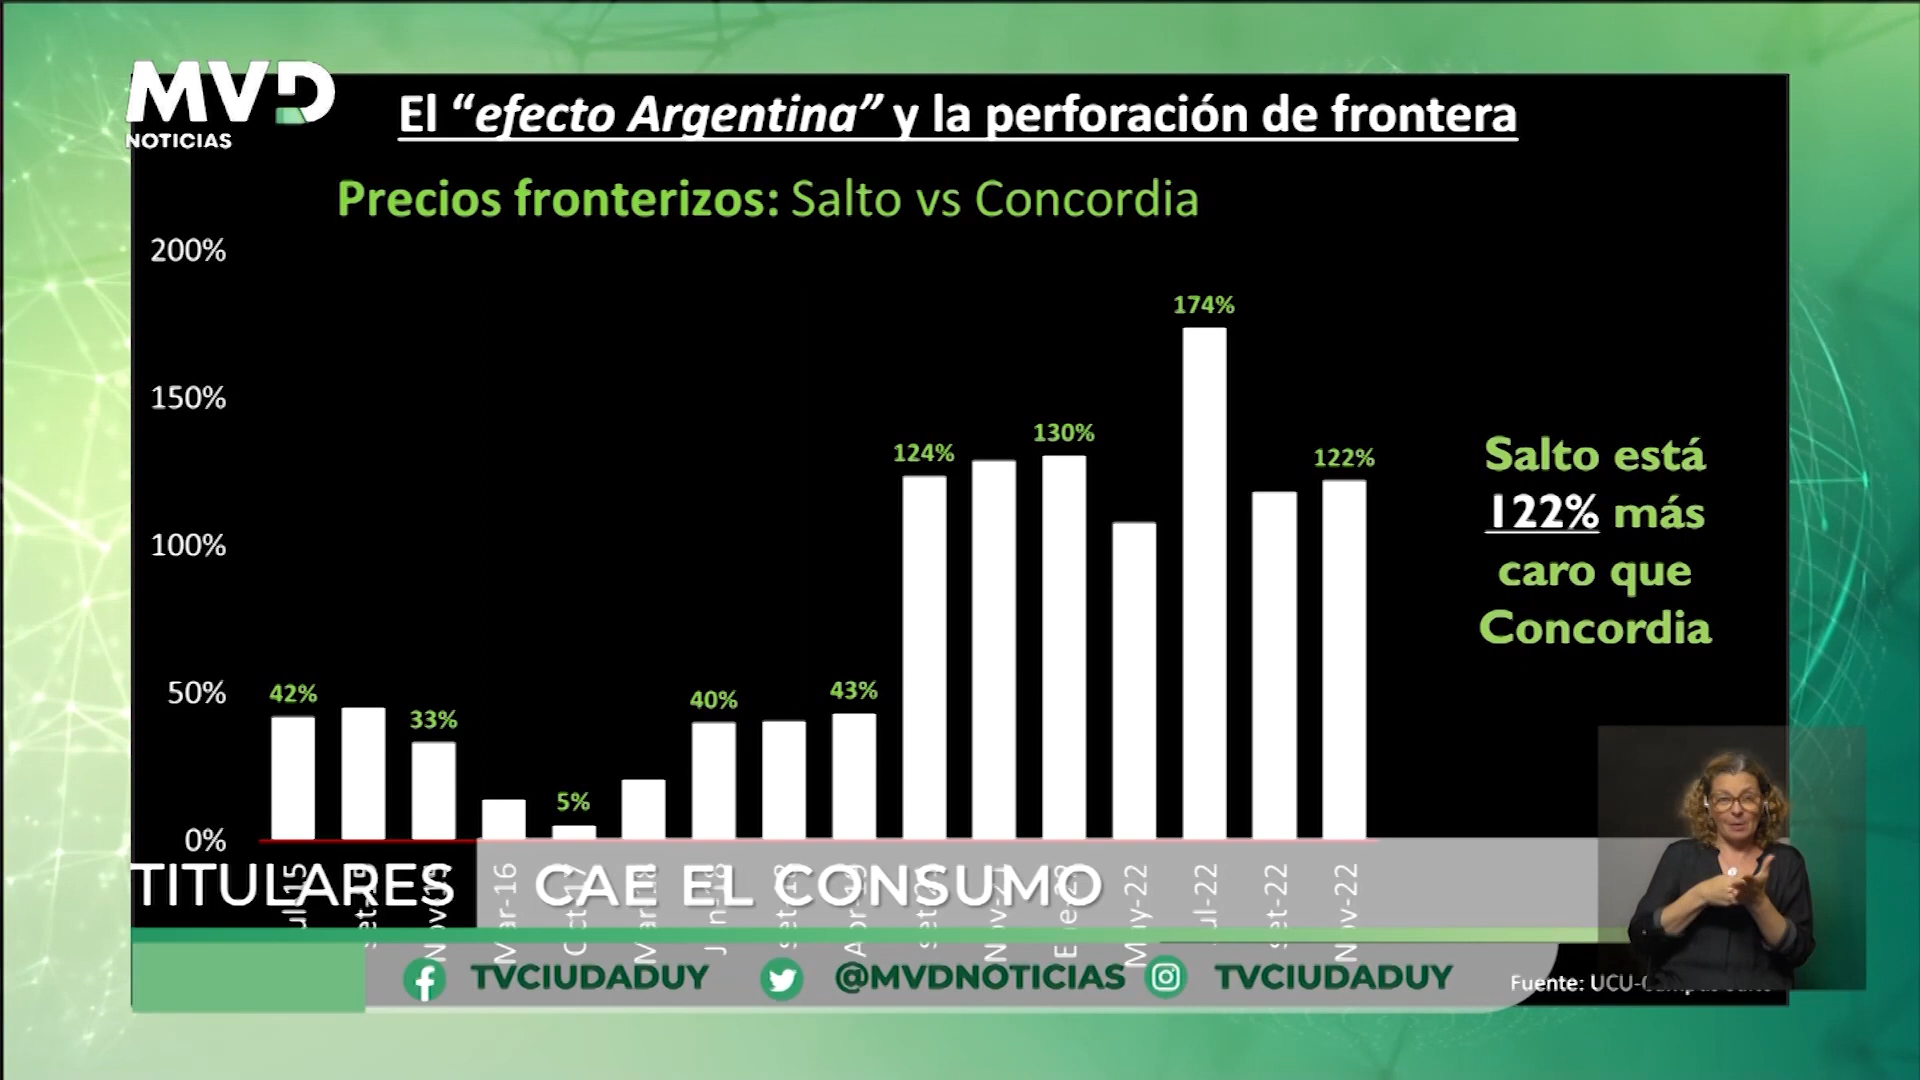 MVD
NOTICIAS
El “efecto Argentina” y la perforación de frontera
Precios fronterizos: Salto vs Concordia
200%
150%
100%
50%
0%
42%
33%
5%
40%
43%
124%
130%
174%
122%
Salto está
122% más
caro que
Concordia
Mar-16
May-22
Jul-22
Set-22
Nov-22
TITULARES
CAE EL CONSUMO
TVCIUDADUY
@MVDNOTICIAS
TVCIUDADUY
Fuente: UCU-